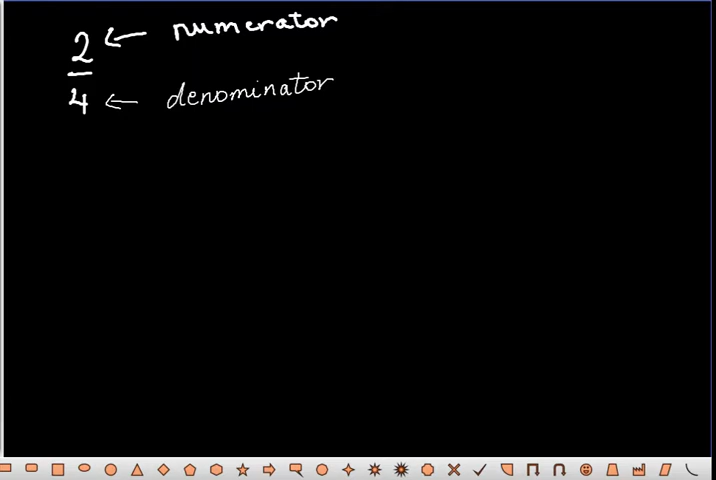 2 ← numerator
4 ← denominator